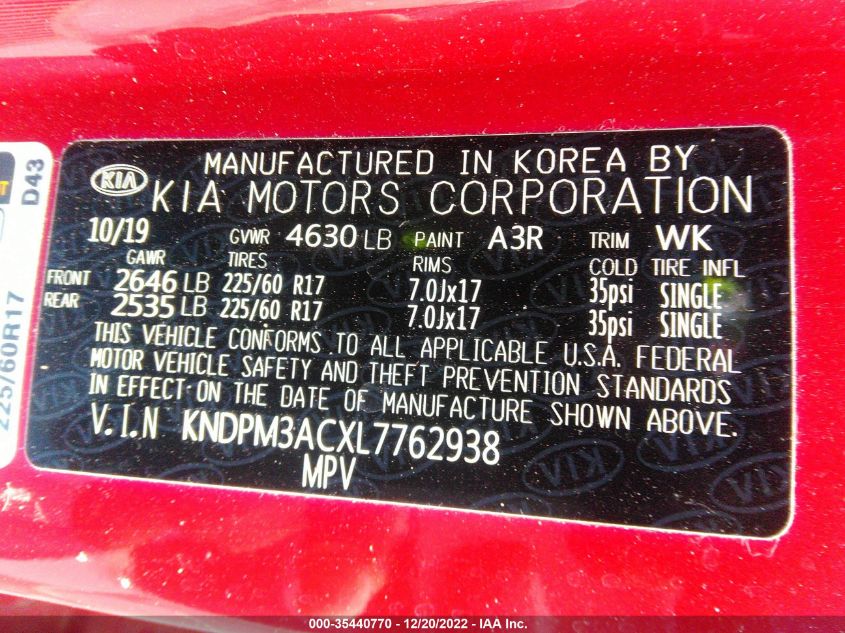 MANUFACTURED IN KOREA BY
KIA KIA MOTORS CORPORATION
10/19 GVWR 4630 LB PAINT A3R TRIM WK
GAWR TIRES RIMS COLD TIRE INFL
FRONT 2646 LB 225/60 R17 7.0Jx17 35psi SINGLE
REAR 2535 LB 225/60 R17 7.0Jx17 35psi SINGLE
THIS VEHICLE CONFORMS TO ALL APPLICABLE U.S.A. FEDERAL
MOTOR VEHICLE SAFETY AND THEFT PREVENTION STANDARDS
IN EFFECT ON THE DATE OF MANUFACTURE SHOWN ABOVE.
V.I.N KNDPM3ACXL7762938
MPV
D43
225/60R17
000-35440770 - 12/20/2022 - IAA Inc.